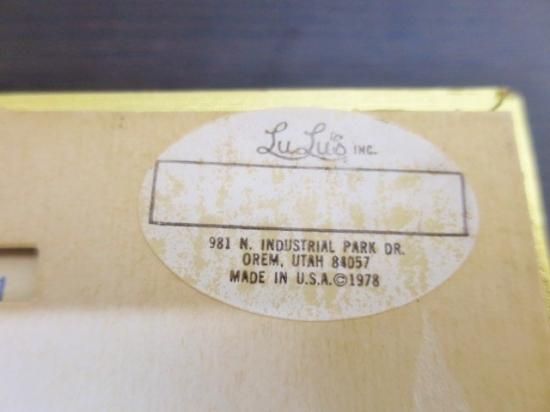 LuLu's INC.
981 N. INDUSTRIAL PARK DR.
OREM, UTAH 84057
MADE IN U.S.A.©1978